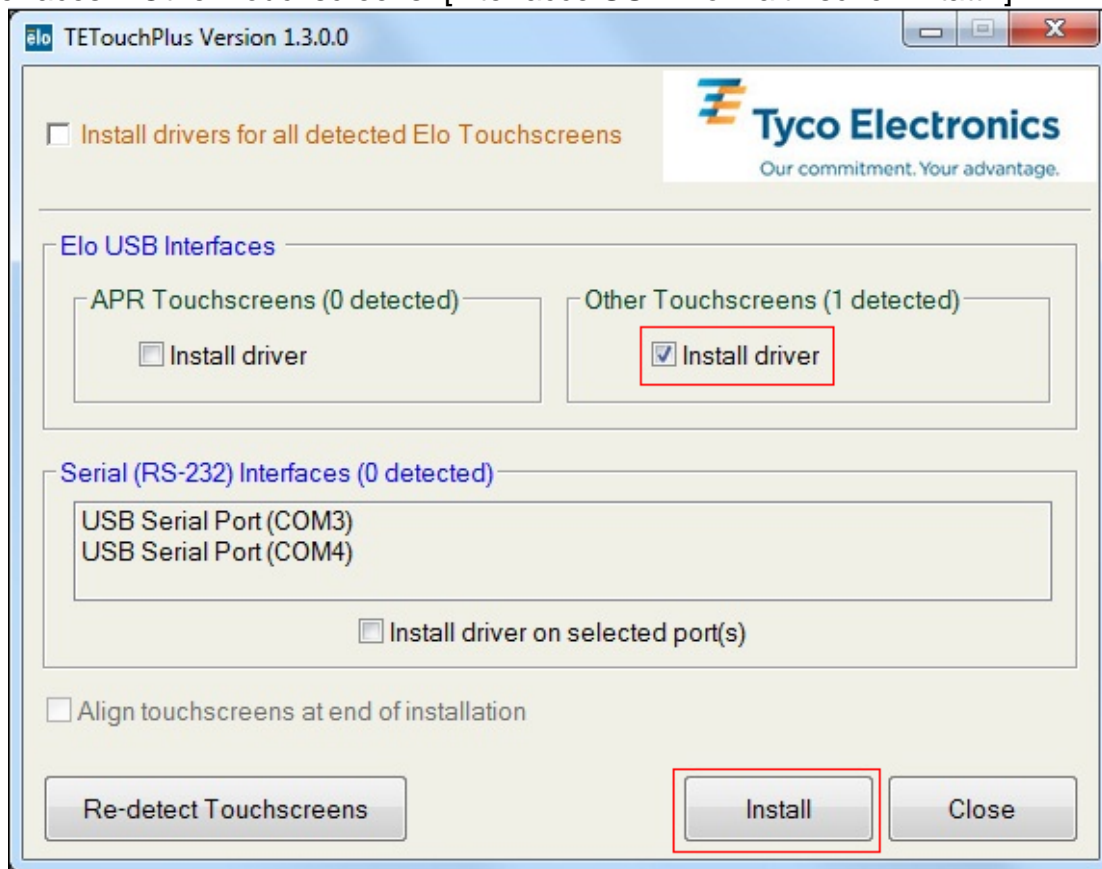 TETouchPlus Version 1.3.0.0
Install drivers for all detected Elo Touchscreens
Tyco Electronics
Our commitment. Your advantage.
Elo USB Interfaces
APR Touchscreens (0 detected)
Other Touchscreens (1 detected)
Install driver
Install driver
Serial (RS-232) Interfaces (0 detected)
USB Serial Port (COM3)
USB Serial Port (COM4)
Install driver on selected port(s)
Align touchscreens at end of installation
Re-detect Touchscreens
Install
Close